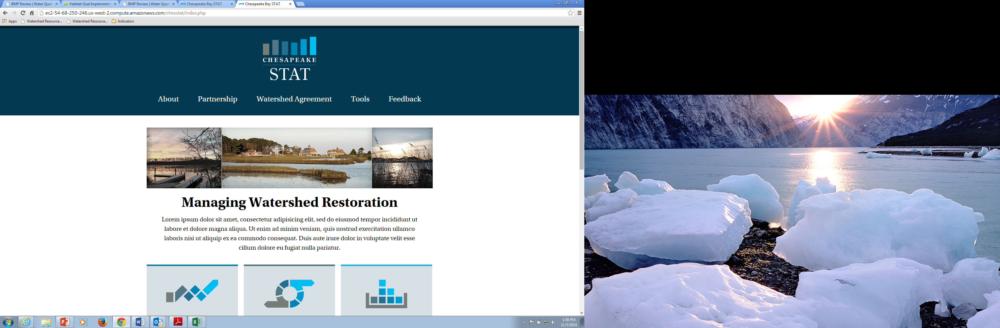 BMP Review | Water Quali
Habitat Goal Implementat
BMP Review | Water Quali
Chesapeake Bay STAT
Chesapeake Bay STAT
ec2-54-68-250-246.us-west-2.compute.amazonaws.com/chesstat/index.php
Apps
Watershed Resource...
Watershed Resource...
Indicators
CHESAPEAKE
STAT
About
Partnership
Watershed Agreement
Tools
Feedback
Managing Watershed Restoration
Lorem ipsum dolor sit amet, consectetur adipisicing elit, sed do eiusmod tempor incididunt ut
labore et dolore magna aliqua. Ut enim ad minim veniam, quis nostrud exercitation ullamco
laboris nisi ut aliquip ex ea commodo consequat. Duis aute irure dolor in voluptate velit esse
cillum dolore eu fugiat nulla pariatur.
1:58 PM
11/5/2014